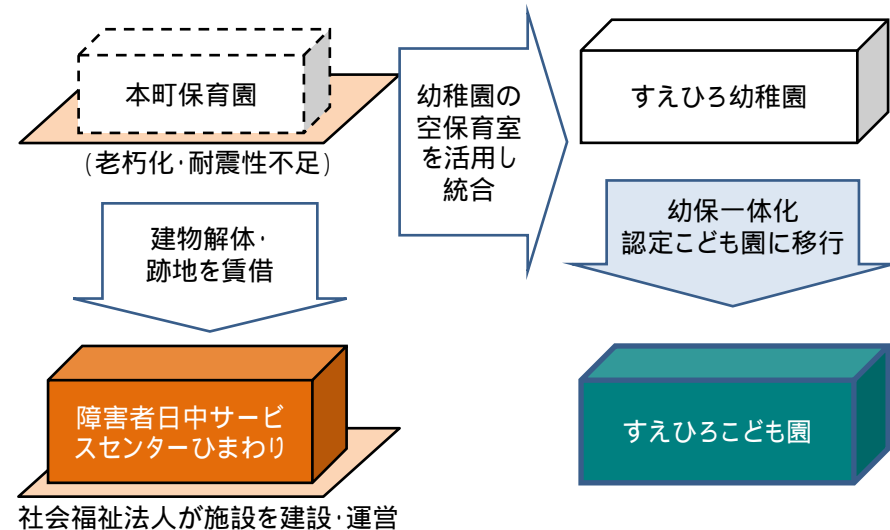 本町保育園
(老朽化･耐震性不足)
幼稚園の
空保育室
を活用し
統合
すえひろ幼稚園
建物解体･
跡地を賃借
幼保一体化
認定こども園に移行
障害者日中サービ
スセンターひまわり
社会福祉法人が施設を建設･運営
すえひろこども園